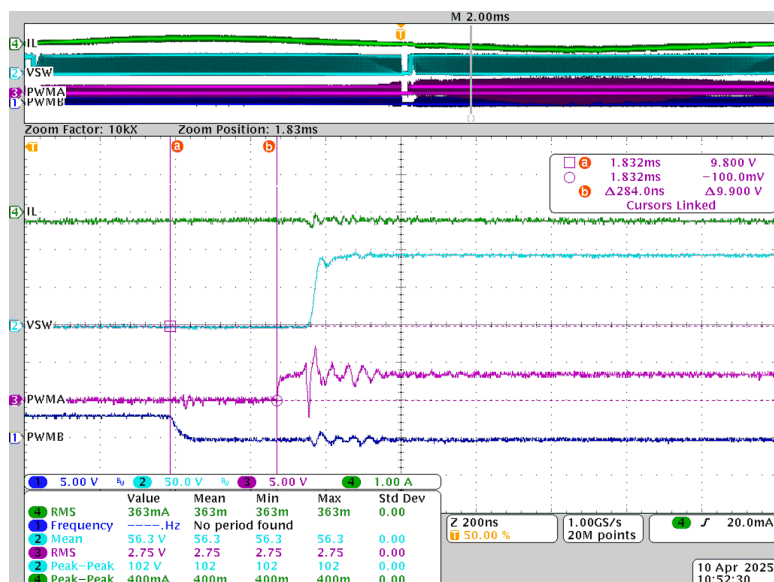 M 2.00ms
T
4 IL
2 VSW
3 PWMA
1 PWMB
Zoom Factor: 10kX Zoom Position: 1.83ms
T a b
a 1.832ms 9.800 V
1.832ms −100.0mV
b Δ284.0ns Δ9.900 V
Cursors Linked
4 IL
2 VSW
3 PWMA
1 PWMB
1 5.00 V 2 50.0 V 3 5.00 V 4 1.00 A
Value Mean Min Max Std Dev
4 RMS 363mA 363m 363m 363m 0.00
1 Frequency ----.Hz No period found
2 Mean 56.3 V 56.3 56.3 56.3 0.00
3 RMS 2.75 V 2.75 2.75 2.75 0.00
2 Peak-Peak 102 V 102 102 102 0.00
4 Peak-Peak 400mA 400m 400m 400m 0.00
Z 200ns
T 50.00 %
1.00GS/s
20M points
4 20.0mA
10 Apr 2025
10:52:30